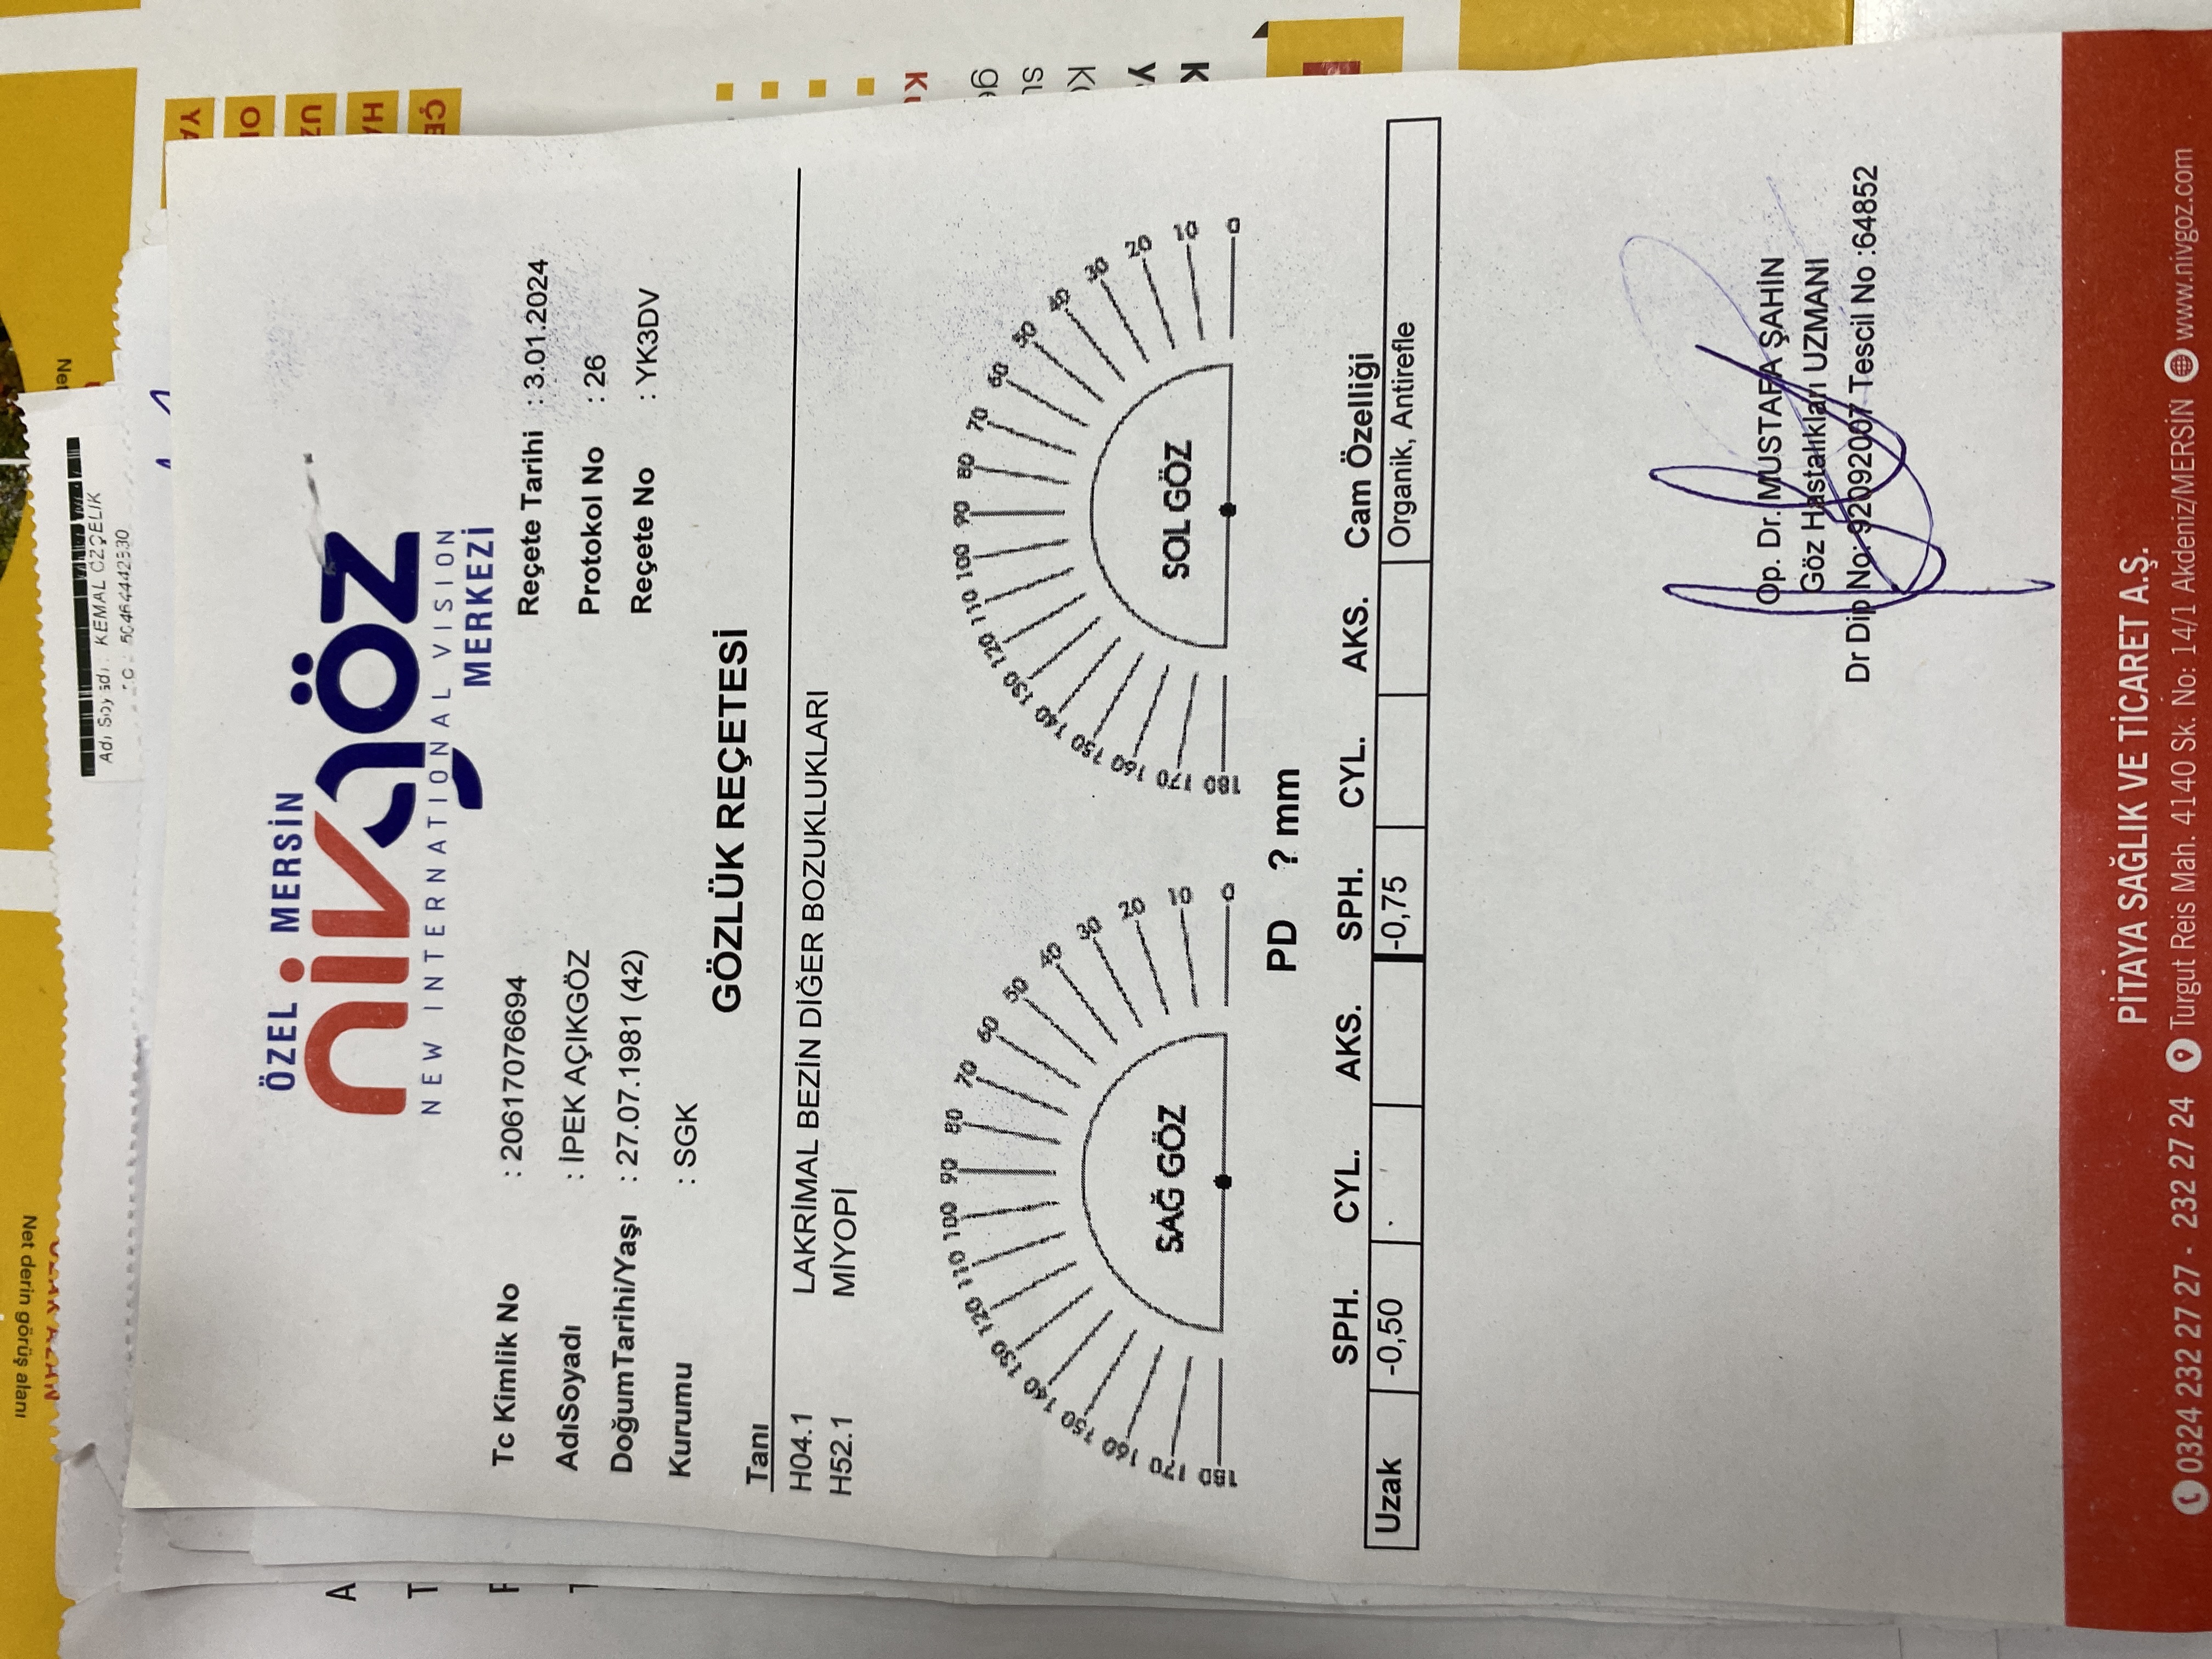 Net derin görüş alanı
Adı Soyadı : KEMAL ÖZÇELİK
ÖZEL MERSİN
nivgöz
NEW INTERNATIONAL VISION
MERKEZİ
Tc Kimlik No : 20617076694
Reçete Tarihi : 3.01.2024
AdıSoyadı : İPEK AÇIKGÖZ
Protokol No : 26
DoğumTarihi/Yaşı : 27.07.1981 (42)
Reçete No : YK3DV
Kurumu : SGK
GÖZLÜK REÇETESİ
Tanı
H04.1 LAKRİMAL BEZİN DİĞER BOZUKLUKLARI
H52.1 MİYOPİ
180 170 160 150 140 130 120 110 100 90 80 70 60 50 40 30 20 10 0
SAĞ GÖZ
180 170 160 150 140 130 120 110 100 90 80 70 60 50 40 30 20 10 0
SOL GÖZ
PD ? mm
SPH. CYL. AKS. SPH. CYL. AKS. Cam Özelliği
Uzak -0,50 -0,75 Organik, Antirefle
Op. Dr. MUSTAFA ŞAHİN
Göz Hastalıkları UZMANI
Dr Dip No: 92092007 Tescil No :64852
PİTAYA SAĞLIK VE TİCARET A.Ş.
0324 232 27 27 - 232 27 24 Turgut Reis Mah. 4140 Sk. No: 14/1 Akdeniz/MERSİN www.nivgoz.com